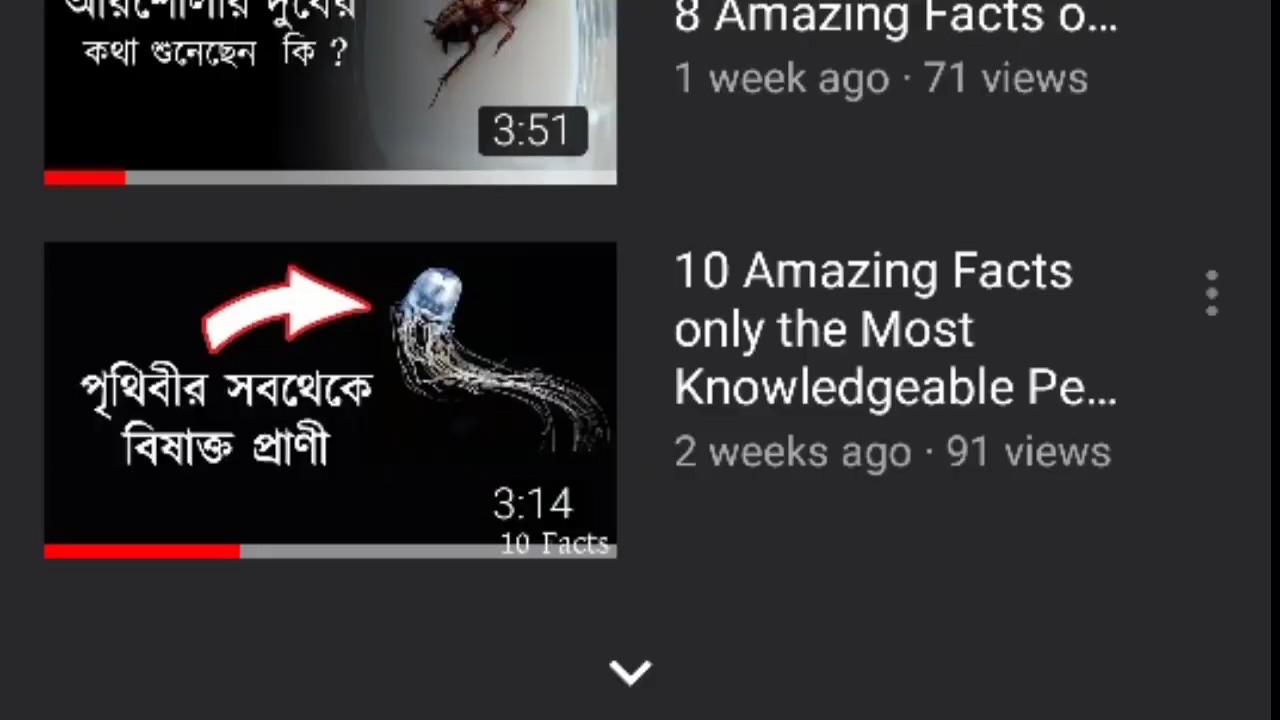 আরশোলার দুধের
কথা শুনেছেন কি ?
3:51
8 Amazing Facts o...
1 week ago · 71 views
পৃথিবীর সবথেকে
বিষাক্ত প্রাণী
3:14
10 Facts
10 Amazing Facts
only the Most
Knowledgeable Pe...
2 weeks ago · 91 views